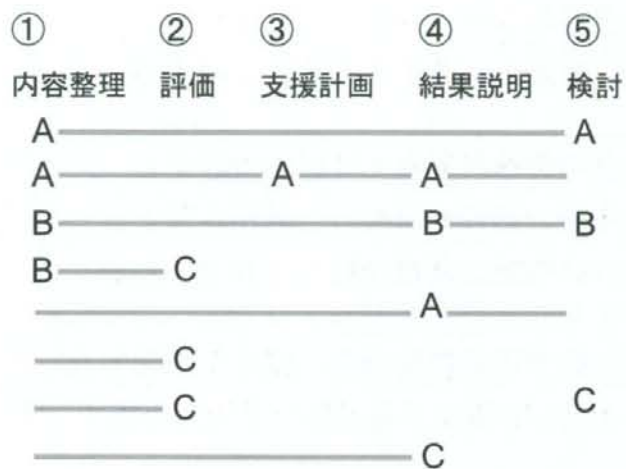 ① ② ③ ④ ⑤
内容整理 評価 支援計画 結果説明 検討
A A
A A A
B B B
B C
A
C
C C
C